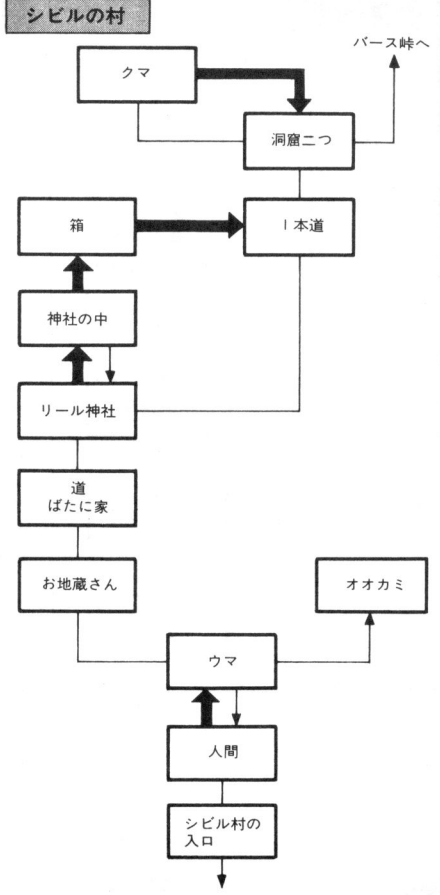 シビルの村
バース峠へ
クマ
洞窟二つ
箱
1本道
神社の中
リール神社
道
ばたに家
お地蔵さん
オオカミ
ウマ
人間
シビル村の
入口